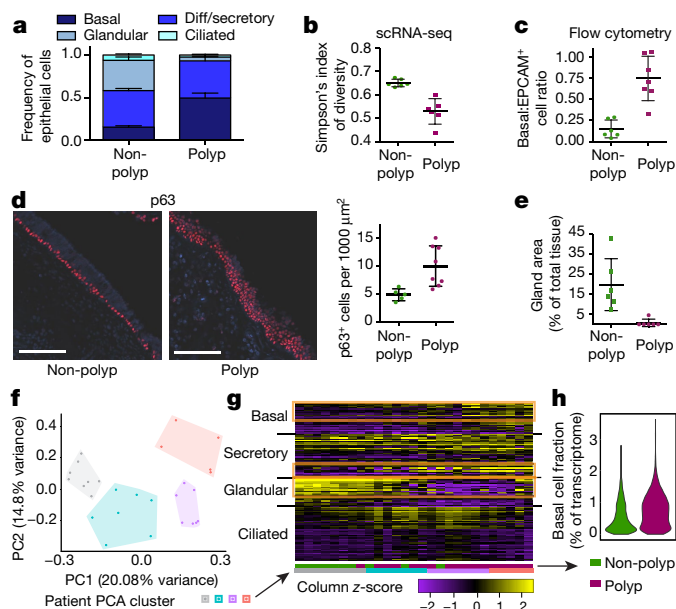 a
Basal
Diff/secretory
Glandular
Ciliated
Frequency of
epithelial cells
1.0
0.5
0
Non-
polyp
Polyp
b
scRNA-seq
Simpson's index
of diversity
0.8
0.7
0.6
0.5
0.4
Non-
polyp
Polyp
c
Flow cytometry
Basal:EPCAM⁺
cell ratio
1.00
0.75
0.50
0.25
0.00
Non-
polyp
Polyp
d
p63
Non-polyp
Polyp
p63⁺ cells per 1000 μm²
15
10
5
0
Non-
polyp
Polyp
e
Gland area
(% of total tissue)
45
35
25
15
5
Non-
polyp
Polyp
f
PC2 (14.8% variance)
0.4
0.2
0.0
−0.2
−0.3
0.0
0.3
PC1 (20.08% variance)
Patient PCA cluster
g
Basal
Secretory
Glandular
Ciliated
Column z-score
−2 −1 0 1 2
h
Basal cell fraction
(% of transcriptome)
3
2
1
0
Non-polyp
Polyp